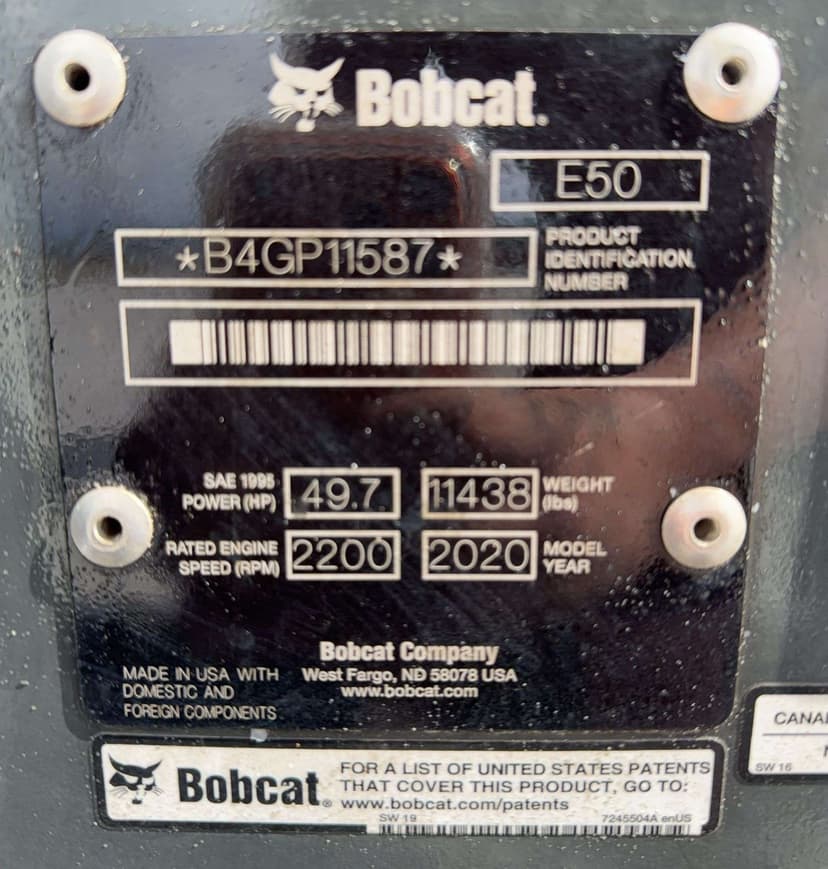 Bobcat.
E50
*B4GP11587*
PRODUCT
IDENTIFICATION
NUMBER
SAE 1995
POWER (HP)
49.7
11438
WEIGHT
(lbs)
RATED ENGINE
SPEED (RPM)
2200
2020
MODEL
YEAR
Bobcat Company
West Fargo, ND 58078 USA
www.bobcat.com
MADE IN USA WITH
DOMESTIC AND
FOREIGN COMPONENTS
Bobcat®
FOR A LIST OF UNITED STATES PATENTS
THAT COVER THIS PRODUCT, GO TO:
www.bobcat.com/patents
SW 19
7245504A enUS
SW 16